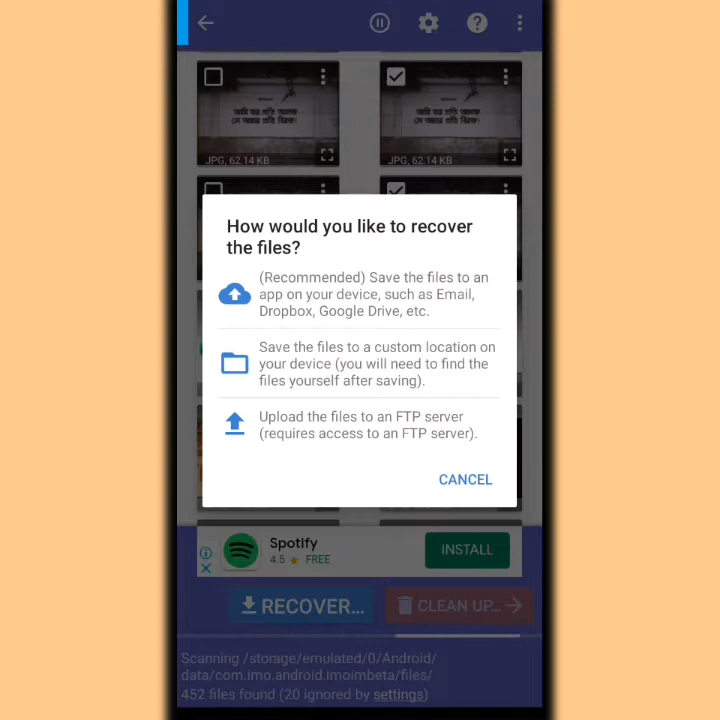 JPG, 62.14 KB
JPG, 62.14 KB
How would you like to recover
the files?
(Recommended) Save the files to an
app on your device, such as Email,
Dropbox, Google Drive, etc.
Save the files to a custom location on
your device (you will need to find the
files yourself after saving).
Upload the files to an FTP server
(requires access to an FTP server).
CANCEL
Spotify
4.5 ★ FREE
INSTALL
RECOVER...
CLEAN UP...
Scanning /storage/emulated/0/Android/
data/com.imo.android.imoimbeta/files/
452 files found (20 ignored by settings)